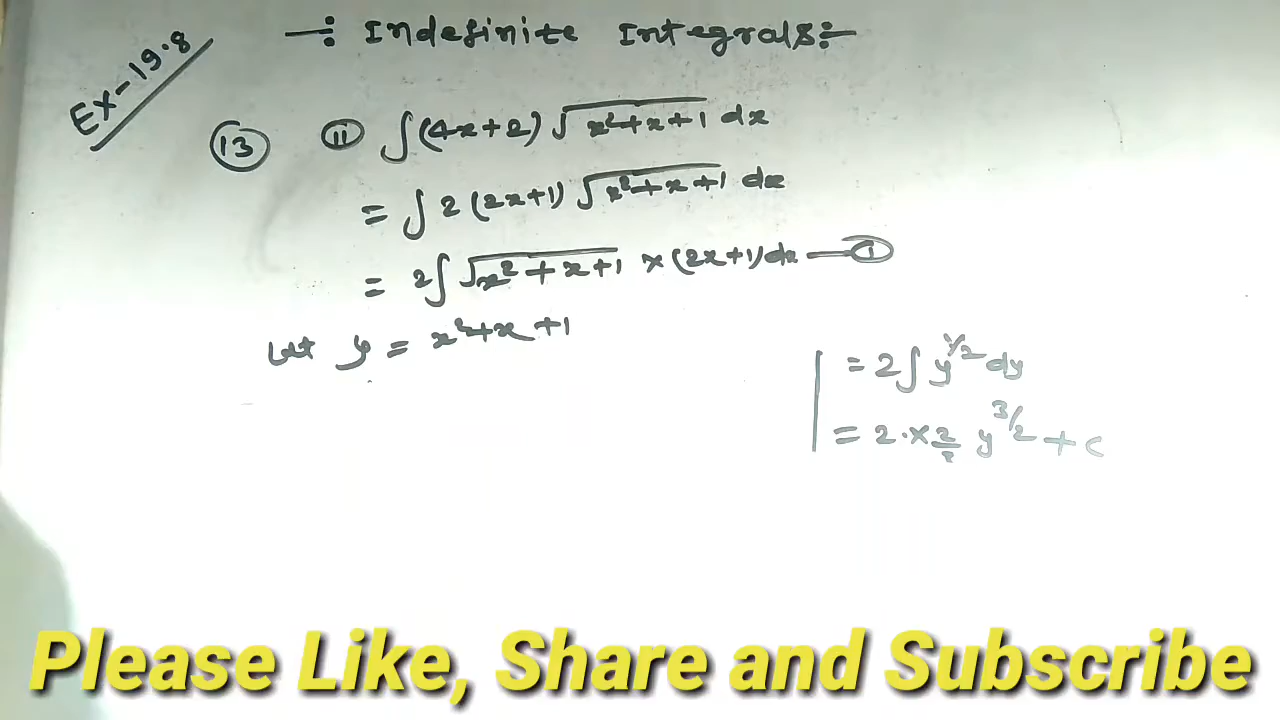 -: Indefinite Integrals:-
Ex-19.8
13 ii ∫(4x+2) √x²+x+1 dx
= ∫ 2 (2x+1) √x²+x+1 dx
= 2∫ √x²+x+1 × (2x+1)dx — 1
Let y = x²+x+1
= 2∫ y^1/2 dy
= 2·× 2/3 y^3/2 + c
Please Like, Share and Subscribe